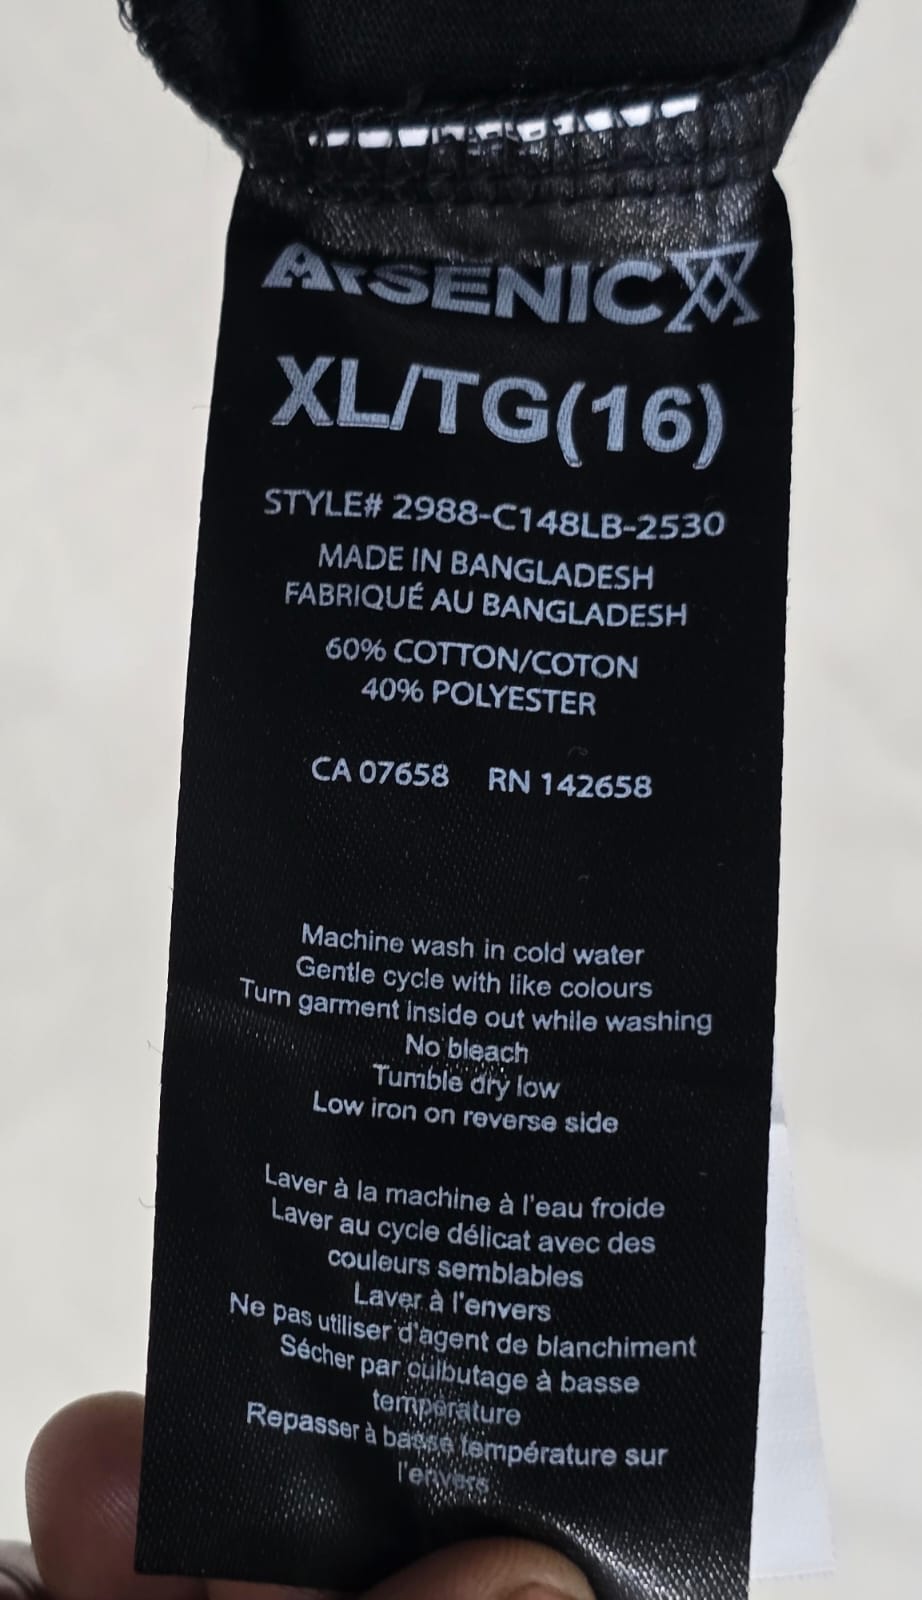 ARSENIC
XL/TG(16)
STYLE# 2988-C148LB-2530
MADE IN BANGLADESH
FABRIQUÉ AU BANGLADESH
60% COTTON/COTON
40% POLYESTER
CA 07658 RN 142658
Machine wash in cold water
Gentle cycle with like colours
Turn garment inside out while washing
No bleach
Tumble dry low
Low iron on reverse side
Laver à la machine à l'eau froide
Laver au cycle délicat avec des
couleurs semblables
Laver à l'envers
Ne pas utiliser d'agent de blanchiment
Sécher par culbutage à basse
température
Repasser à basse température sur
l'envers